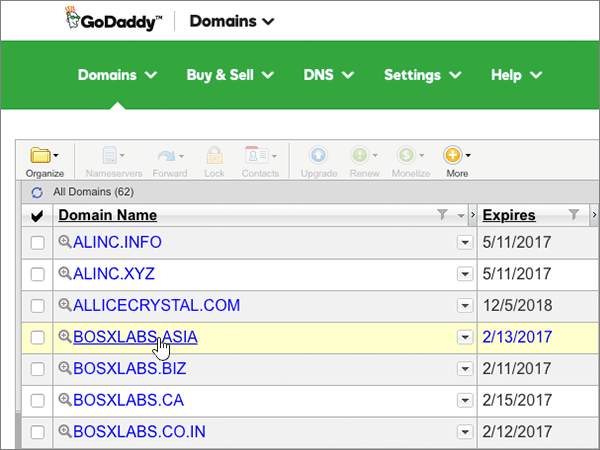 GoDaddy™ Domains
Domains Buy & Sell DNS Settings Help
Organize Nameservers Forward Lock Contacts Upgrade Renew Monetize More
All Domains (62)
Domain Name Expires
ALINC.INFO 5/11/2017
ALINC.XYZ 5/11/2017
ALLICECRYSTAL.COM 12/5/2018
BOSXLABS.ASIA 2/13/2017
BOSXLABS.BIZ 2/11/2017
BOSXLABS.CA 2/15/2017
BOSXLABS.CO.IN 2/12/2017